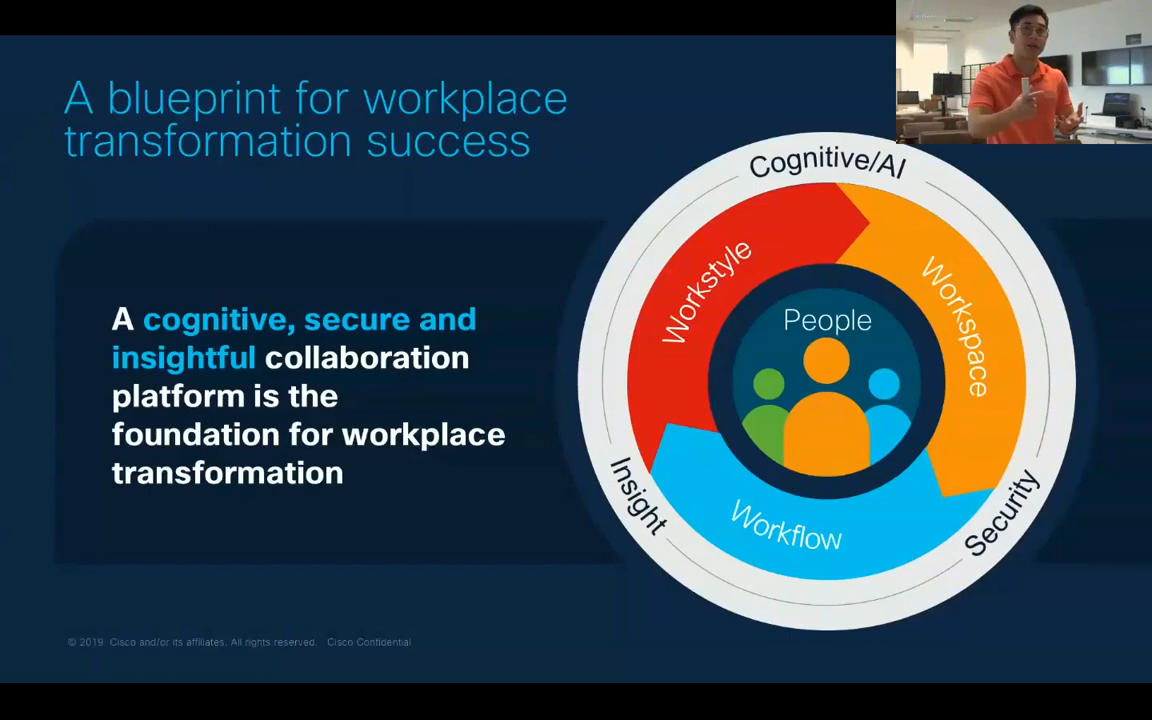 A blueprint for workplace
transformation success
A cognitive, secure and
insightful collaboration
platform is the
foundation for workplace
transformation
Cognitive/AI
Workstyle
Workspace
People
Workflow
Insight
Security
© 2019 Cisco and/or its affiliates. All rights reserved. Cisco Confidential